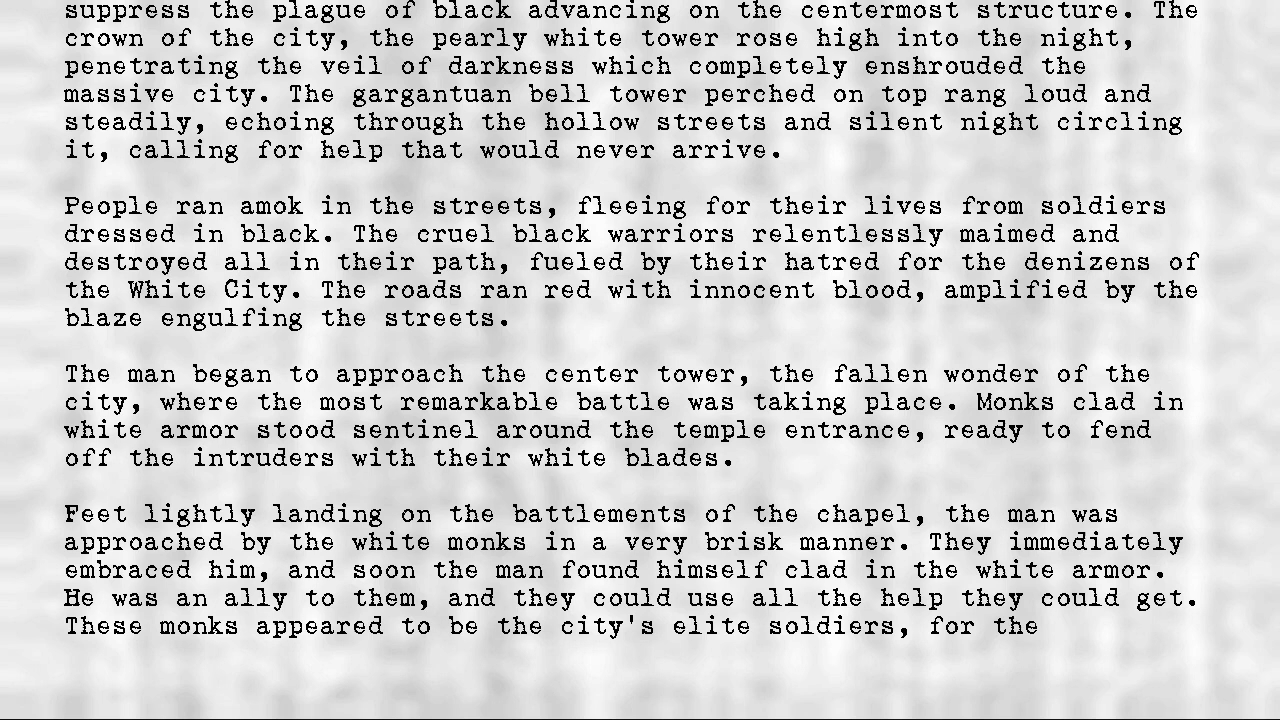 suppress the plague of black advancing on the centermost structure. The
crown of the city, the pearly white tower rose high into the night,
penetrating the veil of darkness which completely enshrouded the
massive city. The gargantuan bell tower perched on top rang loud and
steadily, echoing through the hollow streets and silent night circling
it, calling for help that would never arrive.

People ran amok in the streets, fleeing for their lives from soldiers
dressed in black. The cruel black warriors relentlessly maimed and
destroyed all in their path, fueled by their hatred for the denizens of
the White City. The roads ran red with innocent blood, amplified by the
blaze engulfing the streets.

The man began to approach the center tower, the fallen wonder of the
city, where the most remarkable battle was taking place. Monks clad in
white armor stood sentinel around the temple entrance, ready to fend
off the intruders with their white blades.

Feet lightly landing on the battlements of the chapel, the man was
approached by the white monks in a very brisk manner. They immediately
embraced him, and soon the man found himself clad in the white armor.
He was an ally to them, and they could use all the help they could get.
These monks appeared to be the city's elite soldiers, for the